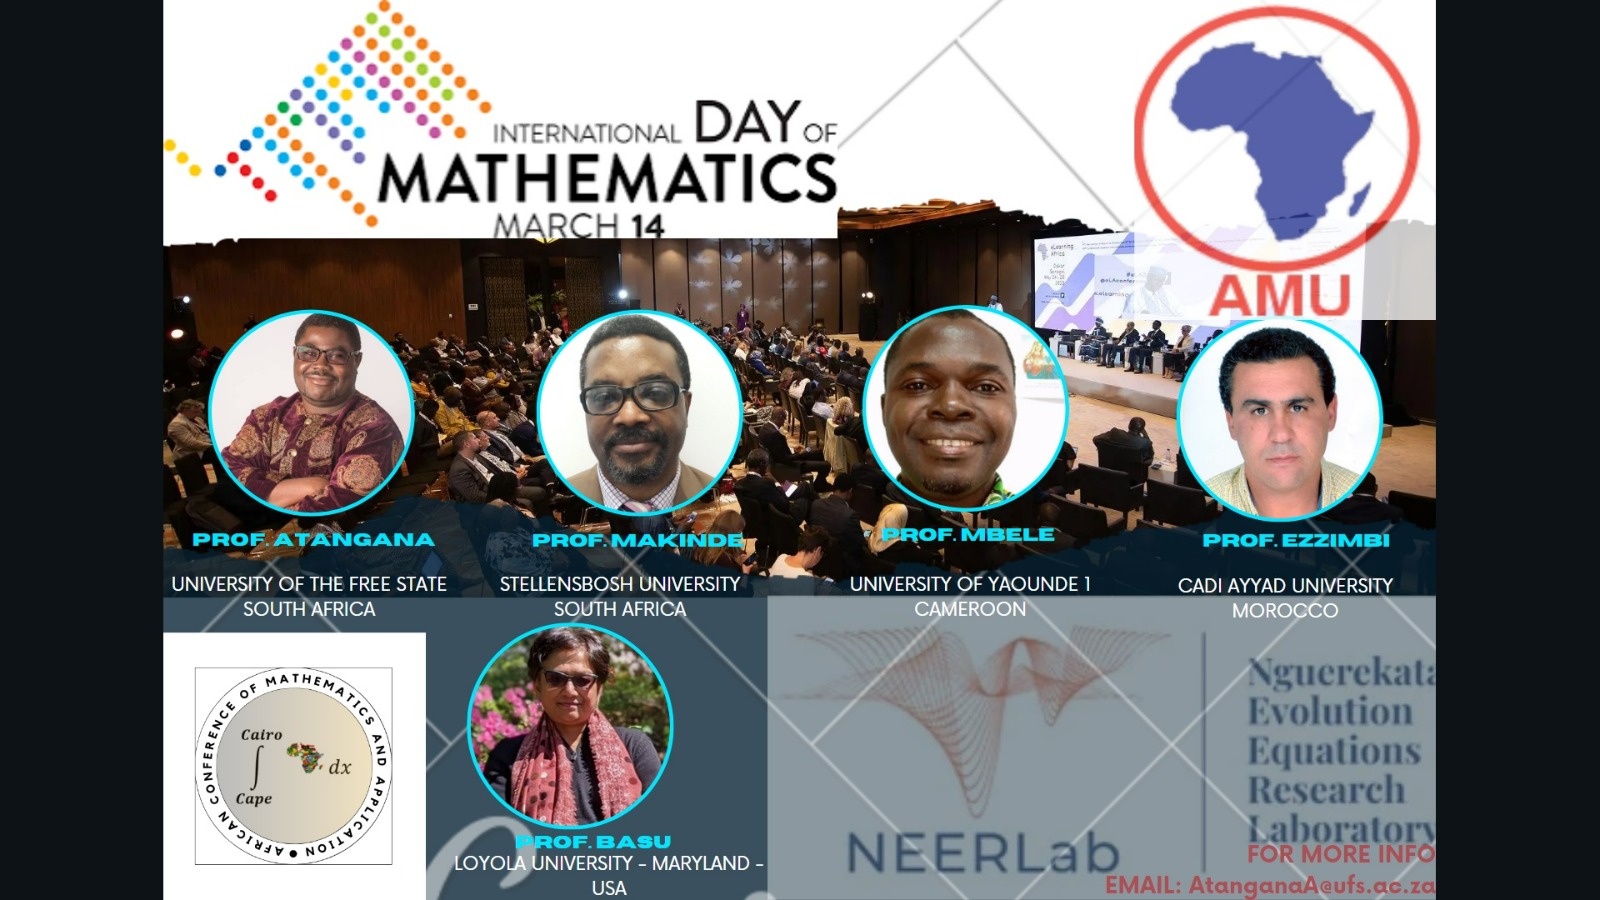 INTERNATIONAL DAY OF
MATHEMATICS
MARCH 14
AMU
eLearning
Africa
PROF. ATANGANA
UNIVERSITY OF THE FREE STATE
SOUTH AFRICA
PROF. MAKINDE
STELLENSBOSH UNIVERSITY
SOUTH AFRICA
PROF. MBELE
UNIVERSITY OF YAOUNDE 1
CAMEROON
PROF. EZZIMBI
CADI AYYAD UNIVERSITY
MOROCCO
AFRICAN CONFERENCE OF MATHEMATICS AND APPLICATION
Cairo
∫ dx
Cape
PROF. BASU
LOYOLA UNIVERSITY - MARYLAND -
USA
NEERLab
Nguerekata
Evolution
Equations
Research
Laboratory
FOR MORE INFO
EMAIL: AtanganaA@ufs.ac.za